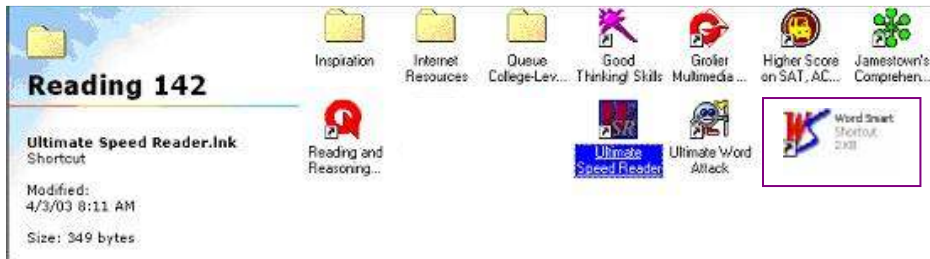 Reading 142
Ultimate Speed Reader.lnk
Shortcut
Modified:
4/3/03 8:11 AM
Size: 349 bytes
Inspiration
Internet
Resources
Queue
College-Lev...
Good
Thinking! Skills
Grolier
Multimedia ...
Higher Score
on SAT, AC...
Jamestown's
Comprehen...
Reading and
Reasoning...
Ultimate
Speed Reader
Ultimate Word
Attack
Word Smart
Shortcut
2 KB